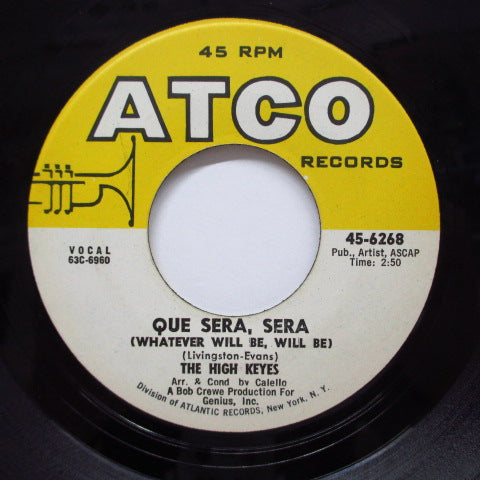 45 RPM
ATCO
RECORDS
VOCAL
63C-6960
45-6268
Pub., Artist, ASCAP
Time: 2:50
QUE SERA, SERA
(WHATEVER WILL BE, WILL BE)
(Livingston-Evans)
THE HIGH KEYES
Arr. & Cond by Calello
A Bob Crewe Production For
Genius, Inc.
Division of ATLANTIC RECORDS, New York, N. Y.